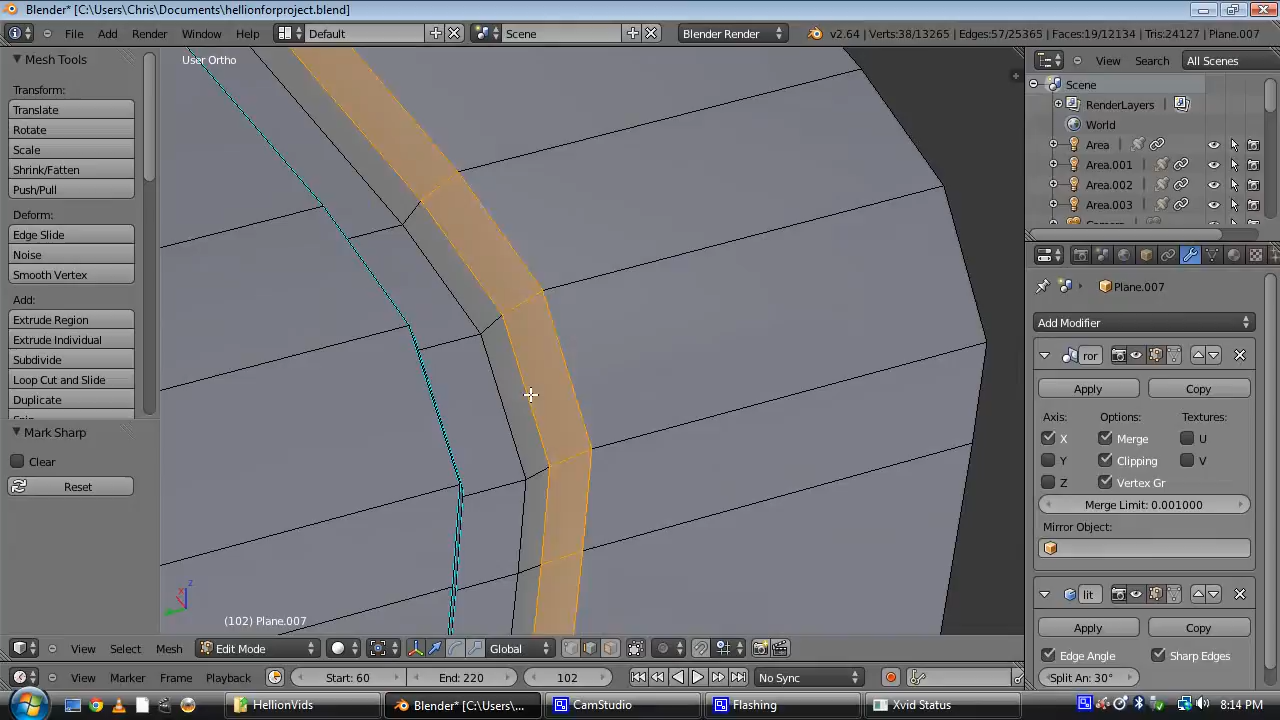 Blender* [C:\Users\Chris\Documents\hellionforproject.blend]
File Add Render Window Help Default Scene Blender Render v2.64 | Verts:38/13265 | Edges:57/25365 | Faces:19/12134 | Tris:24127 | Plane.007
Mesh Tools
User Ortho
View Search All Scenes
Transform:
Translate
Rotate
Scale
Shrink/Fatten
Push/Pull
Deform:
Edge Slide
Noise
Smooth Vertex
Add:
Extrude Region
Extrude Individual
Subdivide
Loop Cut and Slide
Duplicate
Mark Sharp
Clear
Reset
Scene
RenderLayers
World
Area
Area.001
Area.002
Area.003
Plane.007
Add Modifier
ror
Apply Copy
Axis: Options: Textures:
X Merge U
Y Clipping V
Z Vertex Gr
Merge Limit: 0.001000
Mirror Object:
lit
Apply Copy
Edge Angle Sharp Edges
Split An: 30°
z
(102) Plane.007
View Select Mesh Edit Mode Global
View Marker Frame Playback Start: 60 End: 220 102 No Sync
HellionVids Blender* [C:\Users\C... CamStudio Flashing Xvid Status 8:14 PM